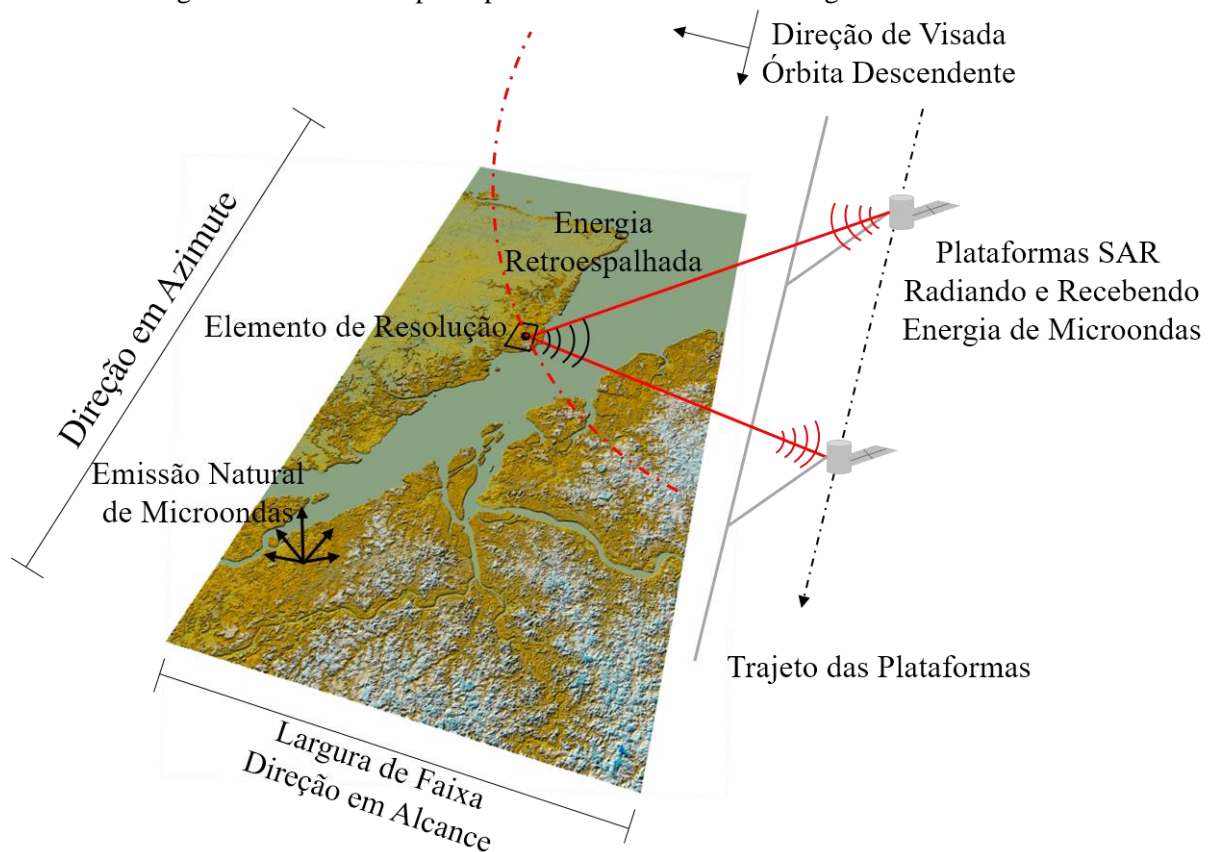 Direção de Visada
Órbita Descendente
Direção em Azimute
Energia
Retroespalhada
Plataformas SAR
Radiando e Recebendo
Energia de Microondas
Elemento de Resolução
Emissão Natural
de Microondas
Trajeto das Plataformas
Largura de Faixa
Direção em Alcance